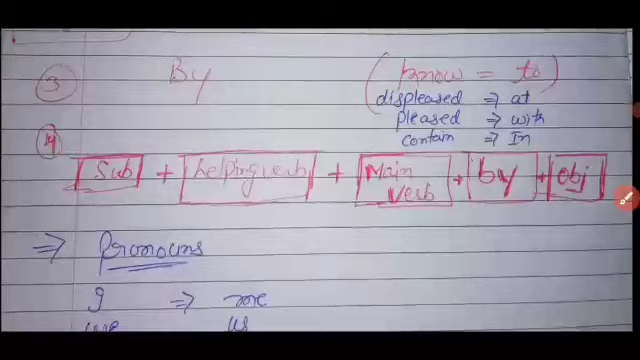 ③ By (know = to)
displeased ⇒ at
pleased ⇒ with
contain ⇒ In
④
Sub + helping verb + Main Verb + by + obj
⇒ Pronouns
I ⇒ me
we us